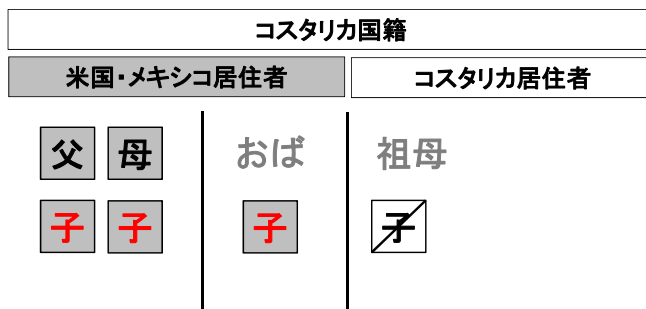 コスタリカ国籍
米国・メキシコ居住者 コスタリカ居住者
父 母 おば 祖母
子 子 子 子